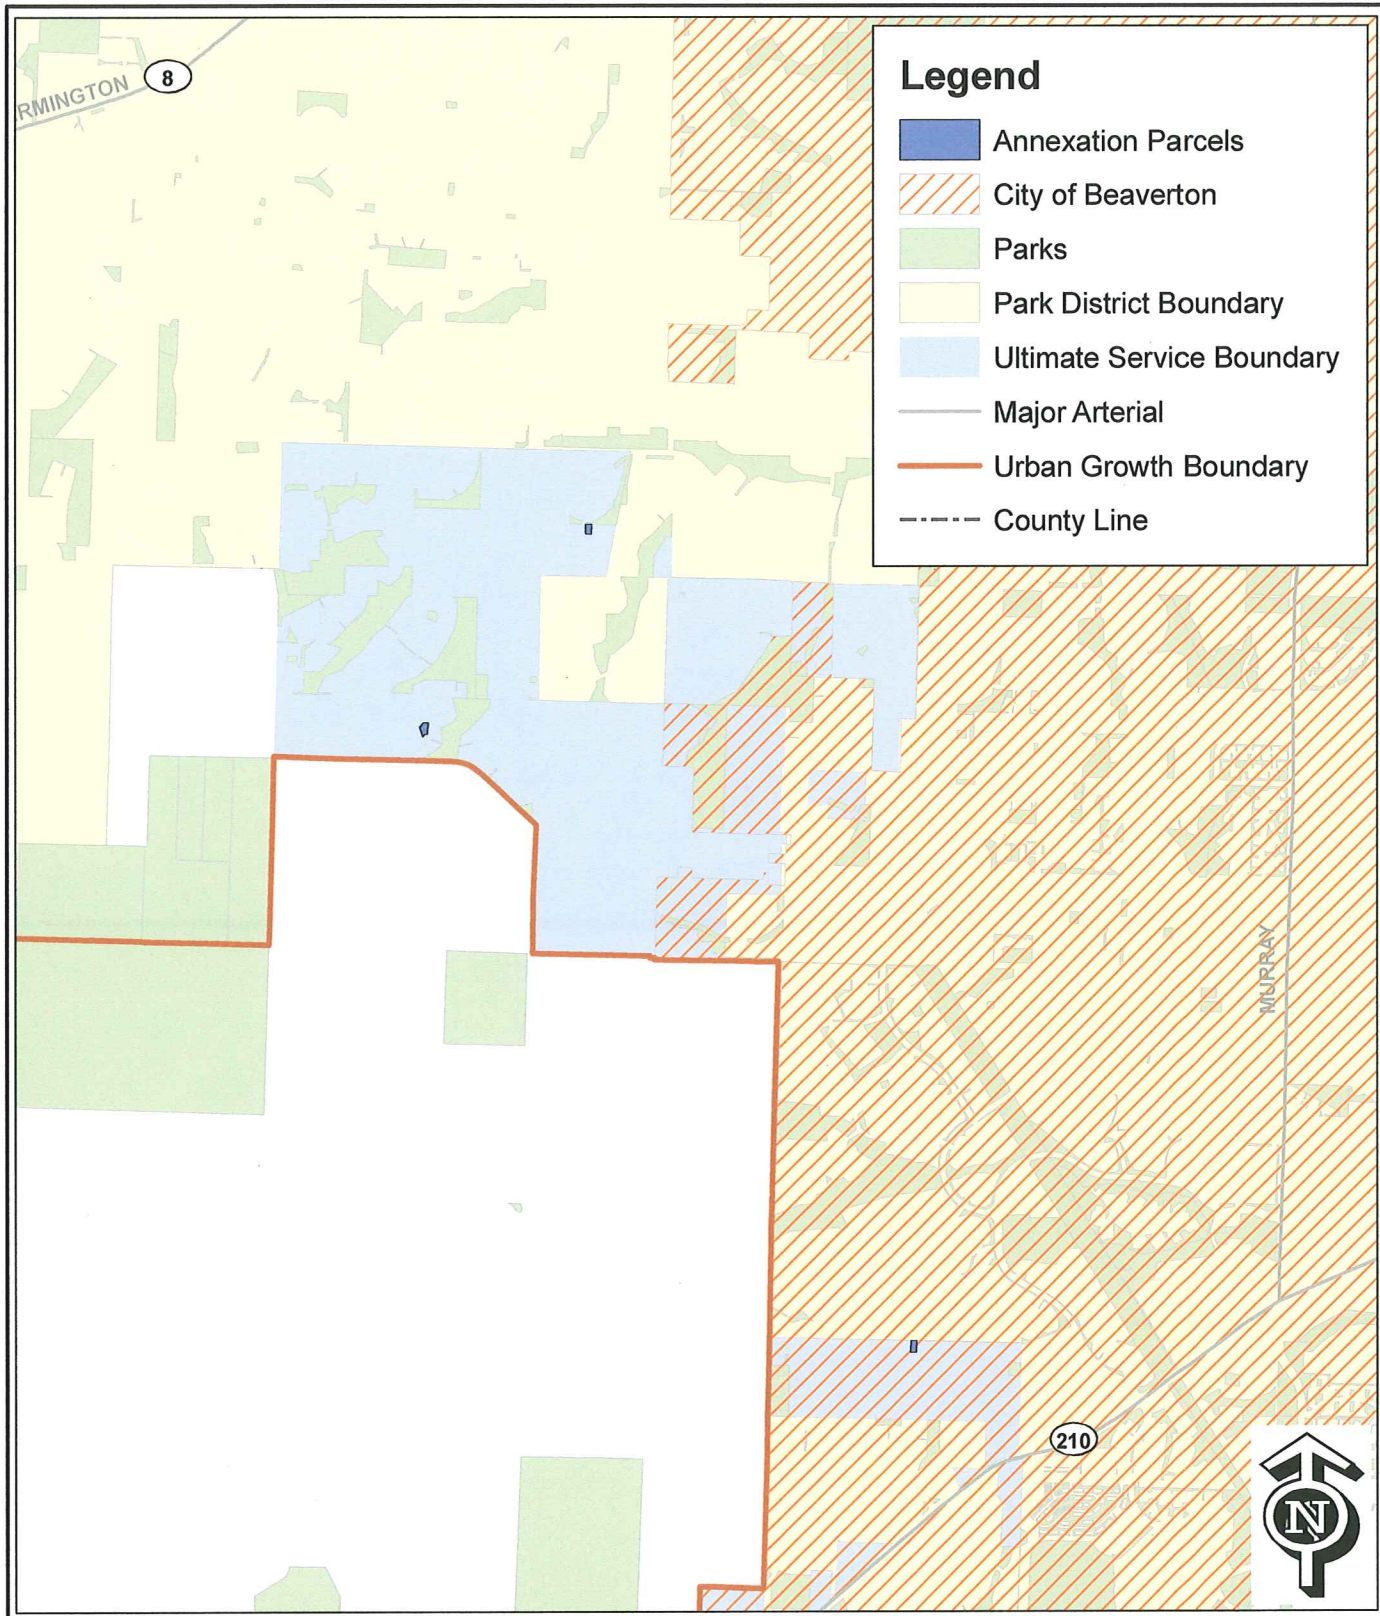 8
RMINGTON
Legend
Annexation Parcels
City of Beaverton
Parks
Park District Boundary
Ultimate Service Boundary
Major Arterial
Urban Growth Boundary
County Line
MURRAY
210
N